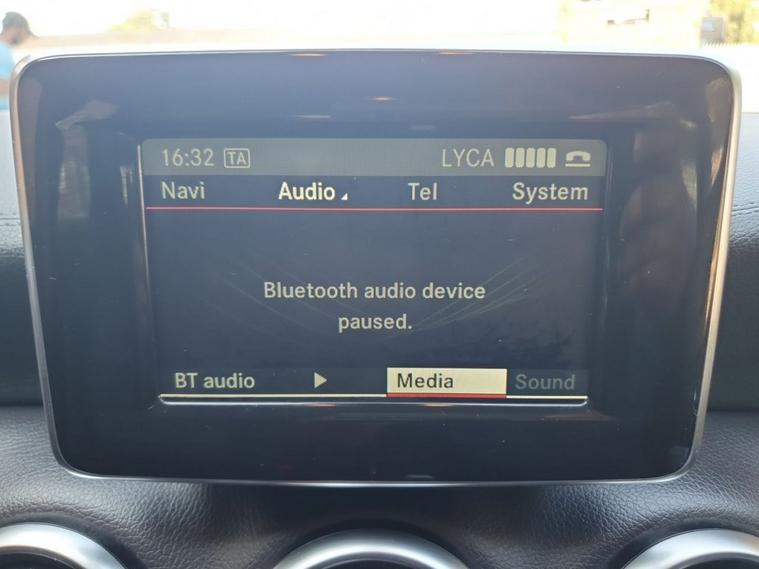 16:32 TA LYCA
Navi Audio Tel System
Bluetooth audio device
paused.
BT audio Media Sound